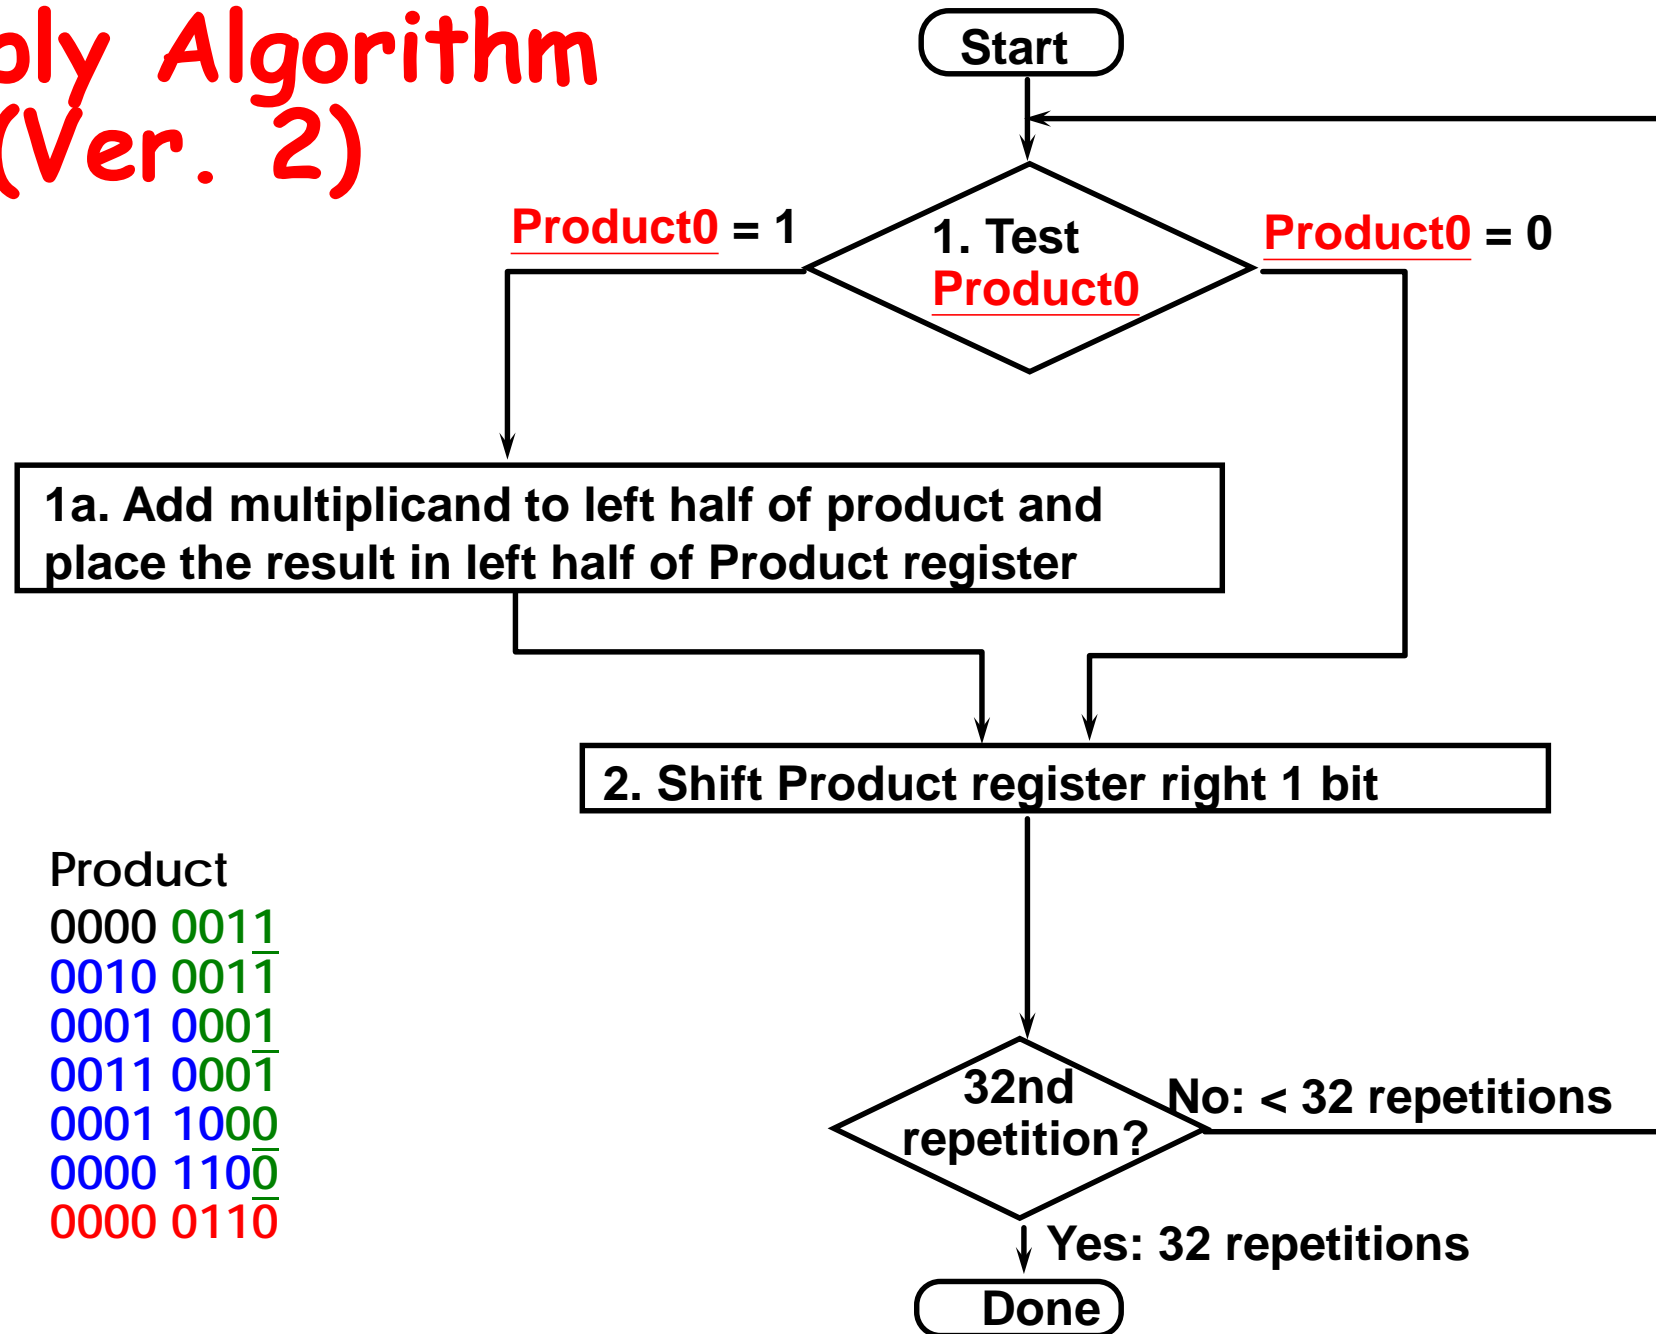 Algorithm
(Ver. 2)
Start
Product0 = 1
1. Test
Product0
Product0 = 0
1a. Add multiplicand to left half of product and
place the result in left half of Product register
2. Shift Product register right 1 bit
Product
0000 0011
0010 0011
0001 0001
0011 0001
0001 1000
0000 1100
0000 0110
32nd
repetition?
No: < 32 repetitions
Yes: 32 repetitions
Done